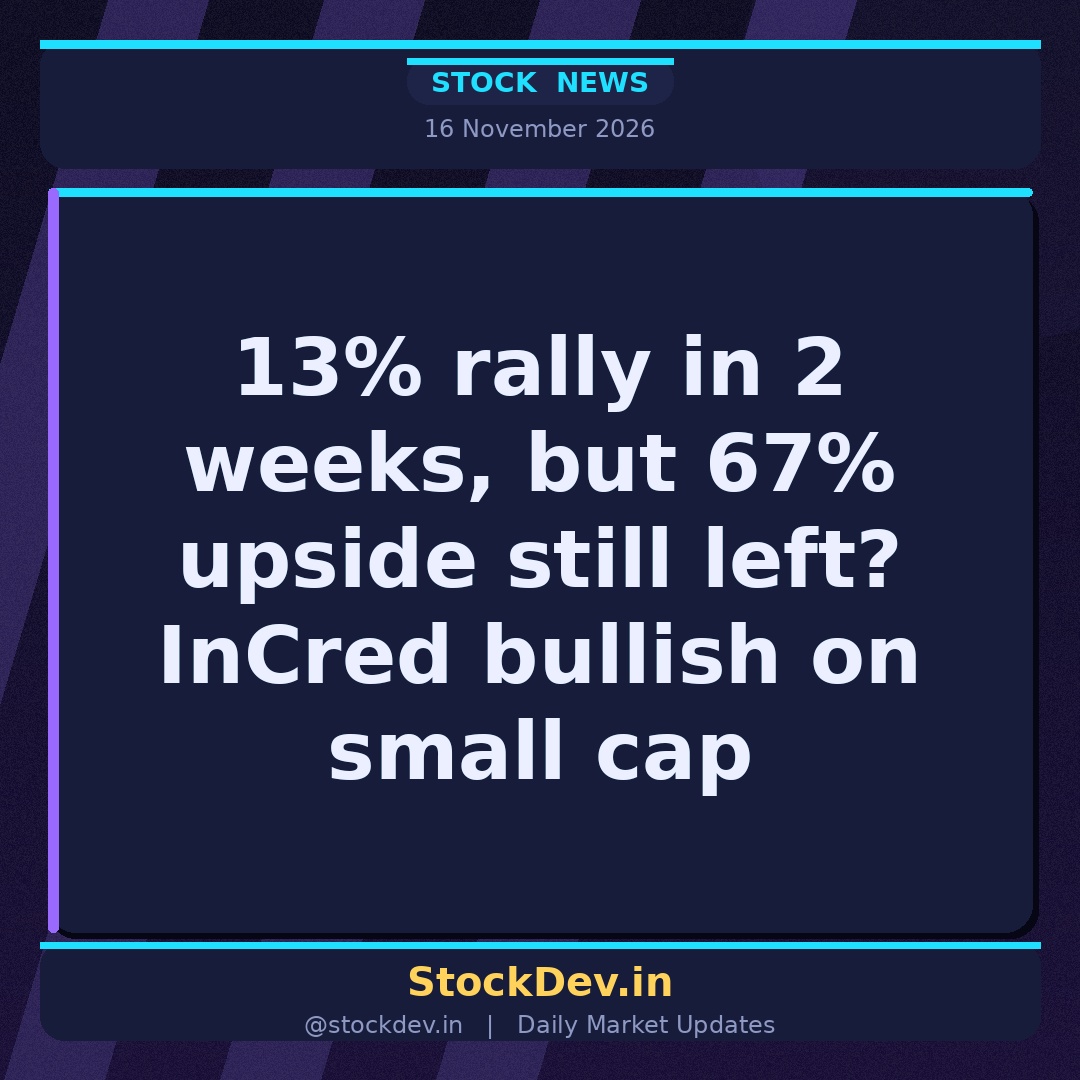 STOCK NEWS
16 November 2026
13% rally in 2
weeks, but 67%
upside still left?
InCred bullish on
small cap
StockDev.in
@stockdev.in | Daily Market Updates